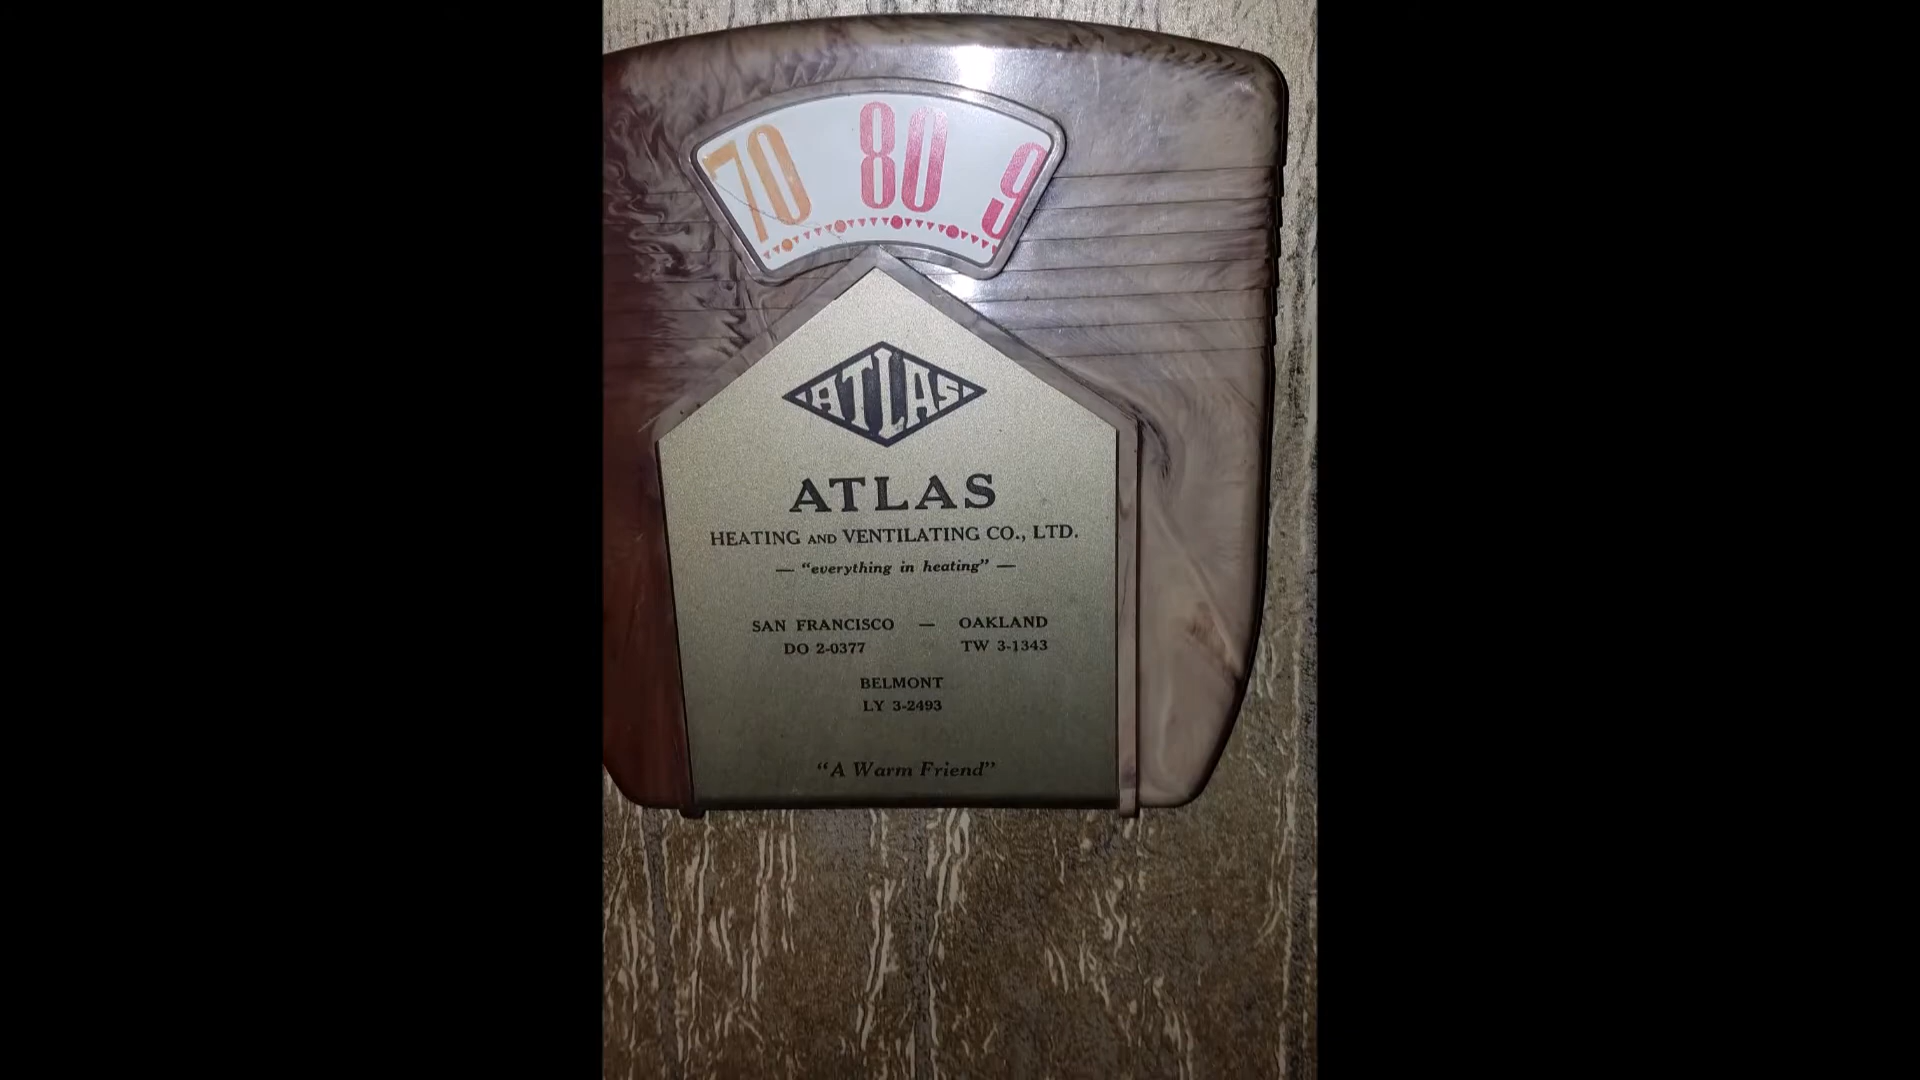 70 80 9
ATLAS
ATLAS
HEATING AND VENTILATING CO., LTD.
— "everything in heating" —
SAN FRANCISCO — OAKLAND
DO 2-0377 TW 3-1343
BELMONT
LY 3-2493
"A Warm Friend"